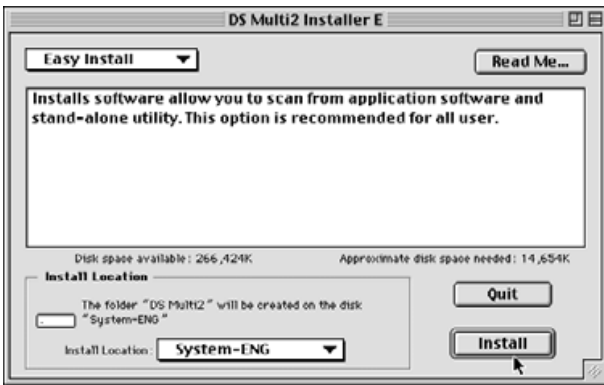 DS Multi2 Installer E
Easy Install
Read Me...
Installs software allow you to scan from application software and
stand-alone utility. This option is recommended for all user.
Disk space available: 266,424K
Approximate disk space needed: 14,654K
Install Location
The folder "DS Multi2" will be created on the disk
"System-ENG"
Install Location: System-ENG
Quit
Install